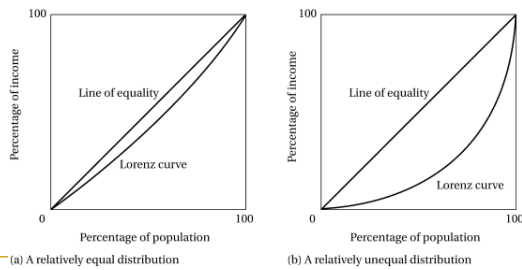 100
Percentage of income
Line of equality
Lorenz curve
0
100
Percentage of population
(a) A relatively equal distribution
100
Percentage of income
Line of equality
Lorenz curve
0
100
Percentage of population
(b) A relatively unequal distribution